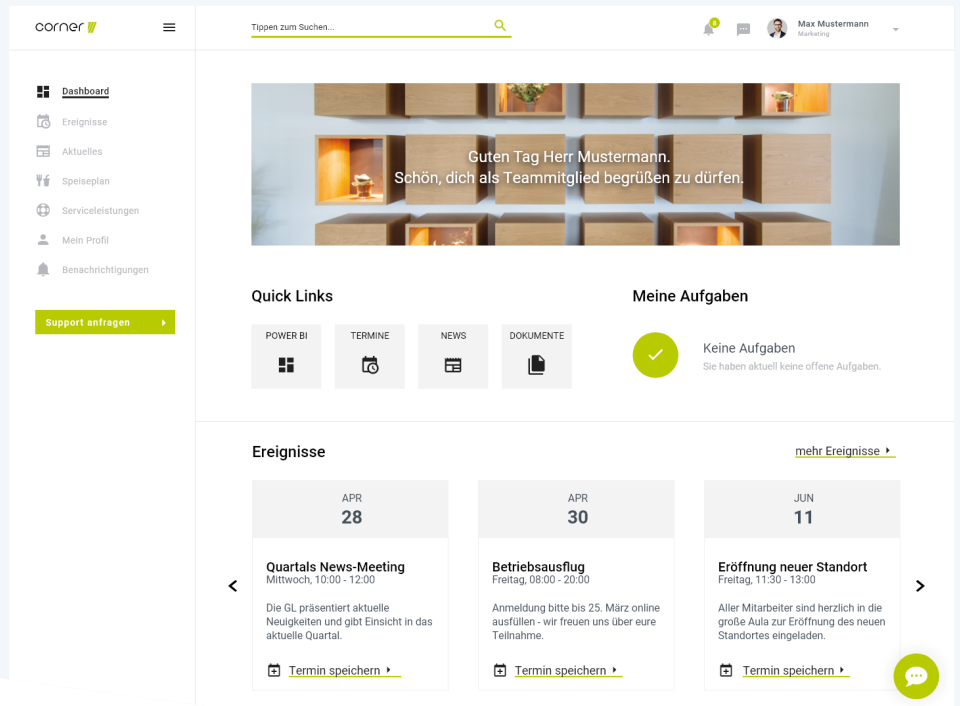 corner
Tippen zum Suchen...
Max Mustermann
Marketing
Dashboard
Ereignisse
Aktuelles
Speiseplan
Serviceleistungen
Mein Profil
Benachrichtigungen
Support anfragen
Guten Tag Herr Mustermann.
Schön, dich als Teammitglied begrüßen zu dürfen.
Quick Links
POWER BI
TERMINE
NEWS
DOKUMENTE
Meine Aufgaben
Keine Aufgaben
Sie haben aktuell keine offene Aufgaben.
Ereignisse
mehr Ereignisse
APR
28
Quartals News-Meeting
Mittwoch, 10:00 - 12:00
Die GL präsentiert aktuelle
Neuigkeiten und gibt Einsicht in das
aktuelle Quartal.
Termin speichern
APR
30
Betriebsausflug
Freitag, 08:00 - 20:00
Anmeldung bitte bis 25. März online
ausfüllen - wir freuen uns über eure
Teilnahme.
Termin speichern
JUN
11
Eröffnung neuer Standort
Freitag, 11:30 - 13:00
Aller Mitarbeiter sind herzlich in die
große Aula zur Eröffnung des neuen
Standortes eingeladen.
Termin speichern